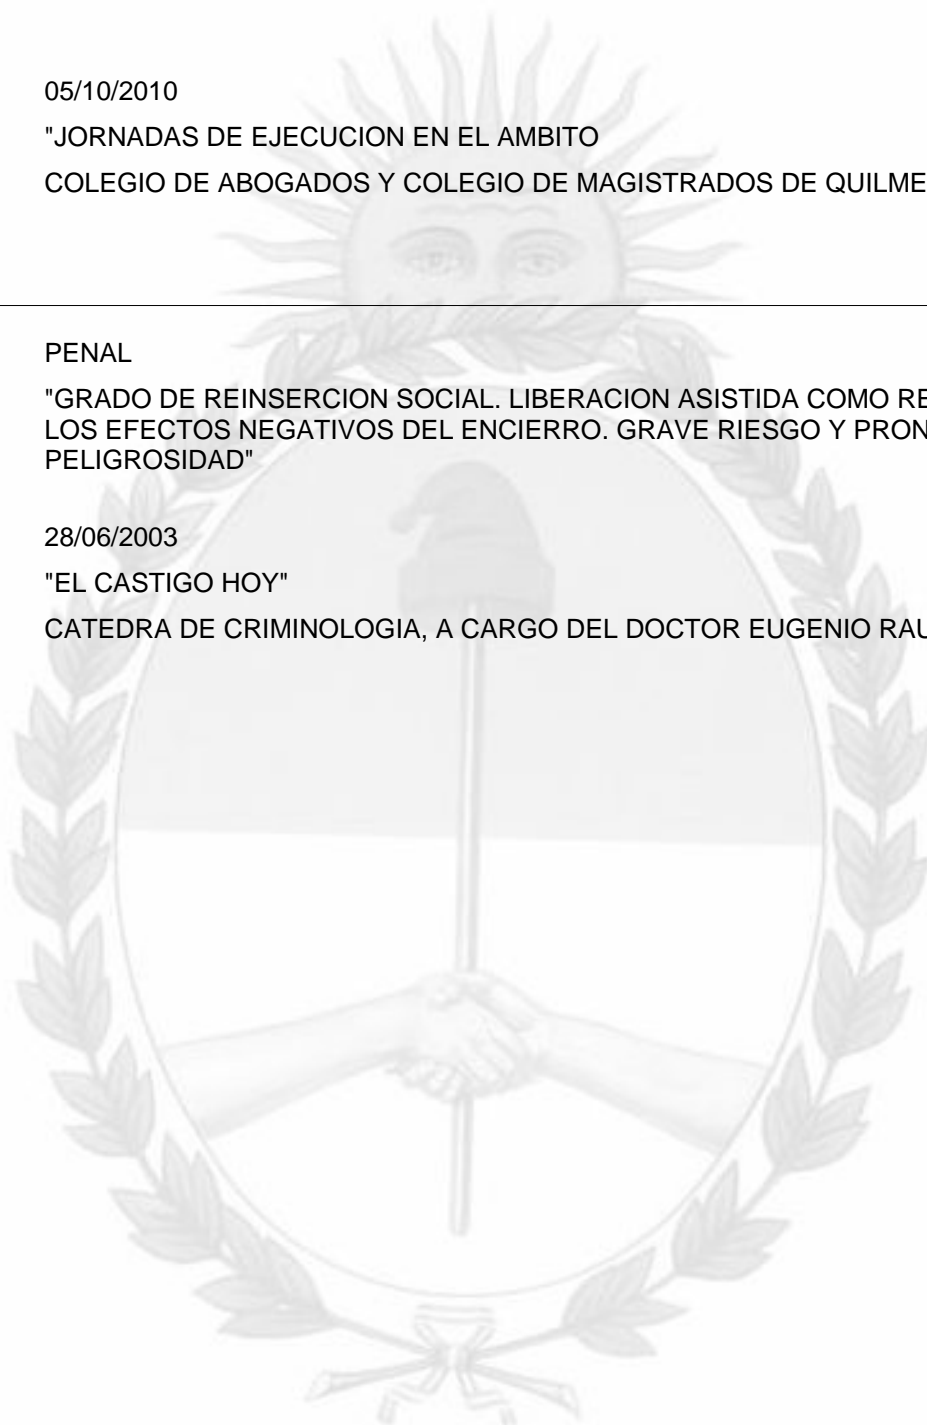 05/10/2010
"JORNADAS DE EJECUCION EN EL AMBITO
COLEGIO DE ABOGADOS Y COLEGIO DE MAGISTRADOS DE QUILME
PENAL
"GRADO DE REINSERCION SOCIAL. LIBERACION ASISTIDA COMO RE
LOS EFECTOS NEGATIVOS DEL ENCIERRO. GRAVE RIESGO Y PRON
PELIGROSIDAD"
28/06/2003
"EL CASTIGO HOY"
CATEDRA DE CRIMINOLOGIA, A CARGO DEL DOCTOR EUGENIO RAU